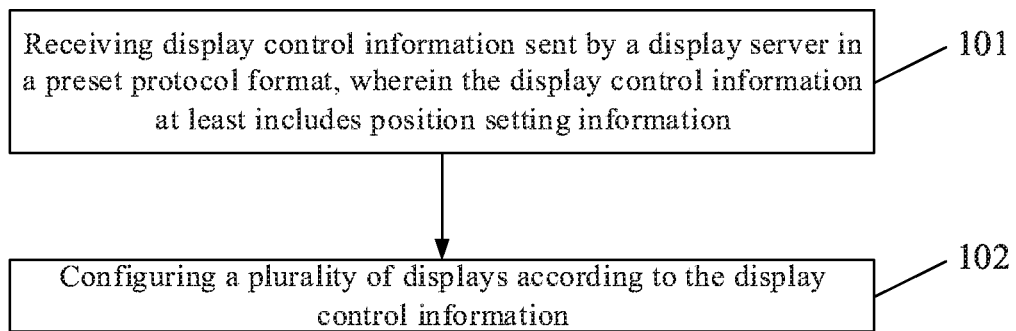 Receiving display control information sent by a display server in
a preset protocol format, wherein the display control information
at least includes position setting information
101
Configuring a plurality of displays according to the display
control information
102